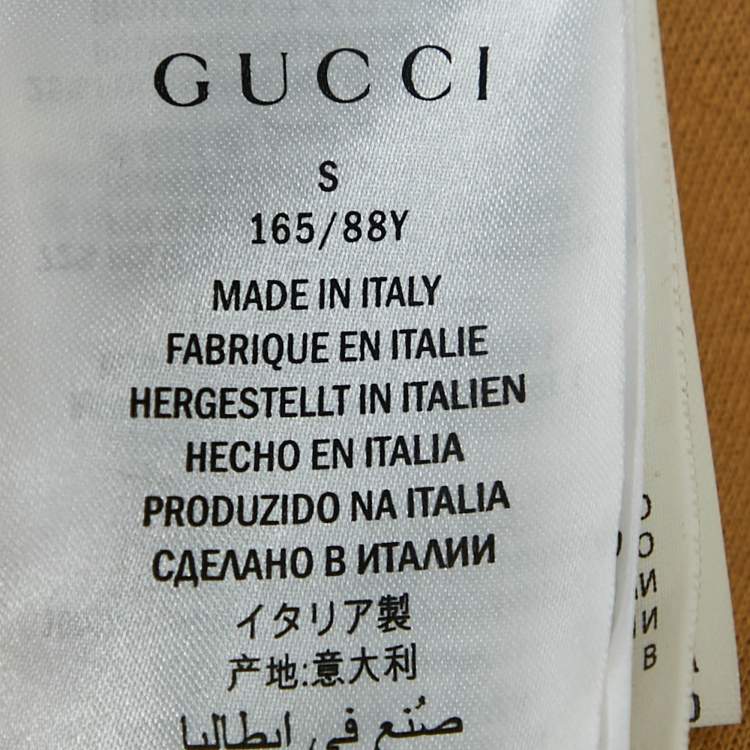 GUCCI
S
165/88Y
MADE IN ITALY
FABRIQUE EN ITALIE
HERGESTELLT IN ITALIEN
HECHO EN ITALIA
PRODUZIDO NA ITALIA
СДЕЛАНО В ИТАЛИИ
イタリア製
产地:意大利
صُنع في ايطاليا